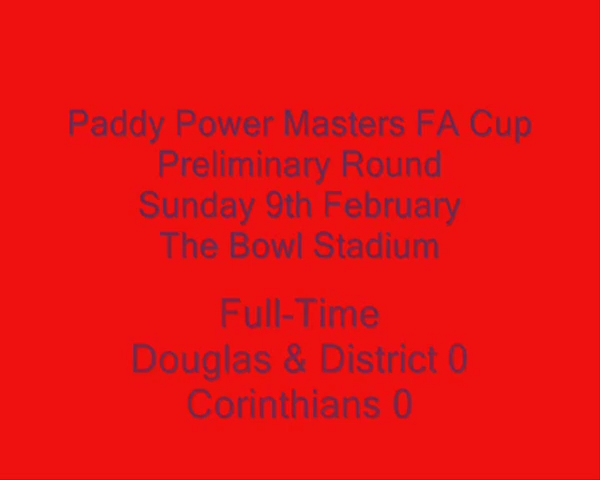 Paddy Power Masters FA Cup
Preliminary Round
Sunday 9th February
The Bowl Stadium
Full-Time
Douglas & District 0
Corinthians 0